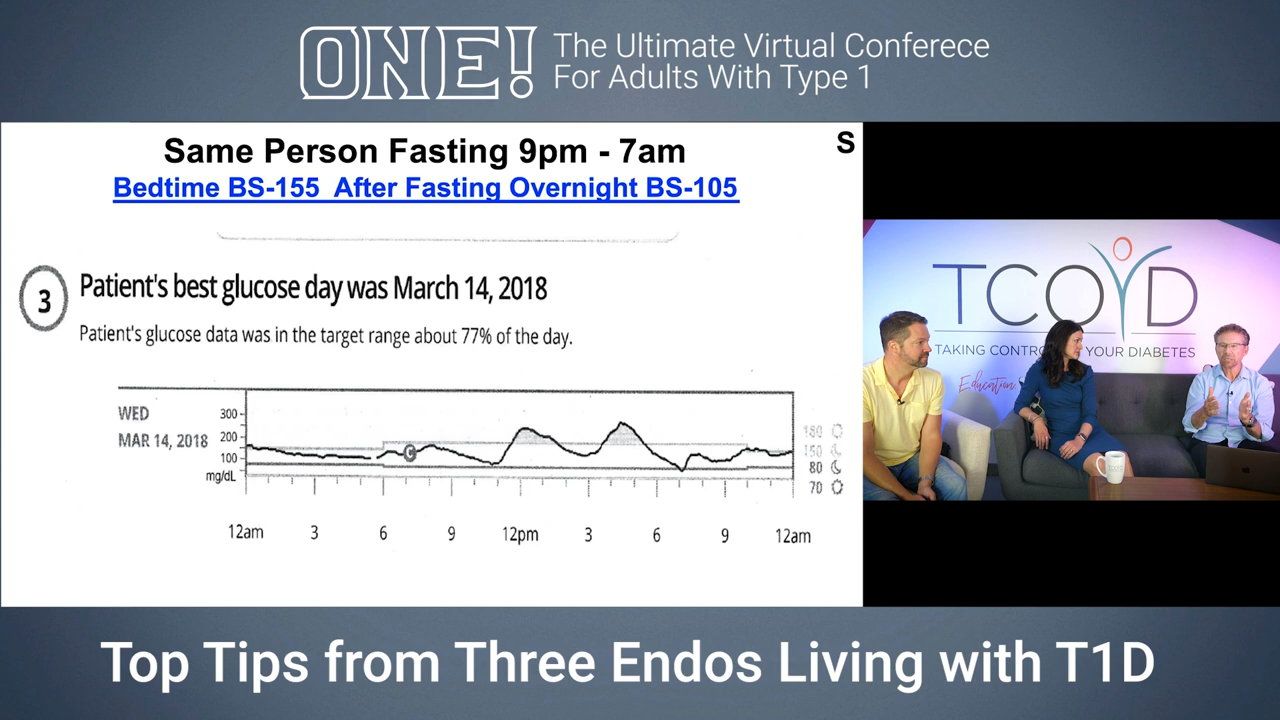 ONE!
The Ultimate Virtual Conferece
For Adults With Type 1
Same Person Fasting 9pm - 7am
S
Bedtime BS-155 After Fasting Overnight BS-105
3
Patient's best glucose day was March 14, 2018
Patient's glucose data was in the target range about 77% of the day.
WED
MAR 14, 2018
300
200
100
mg/dL
C
180
150
80
70
12am 3 6 9 12pm 3 6 9 12am
TCOYD
TAKING CONTRO YOUR DIABETES
Education
Top Tips from Three Endos Living with T1D